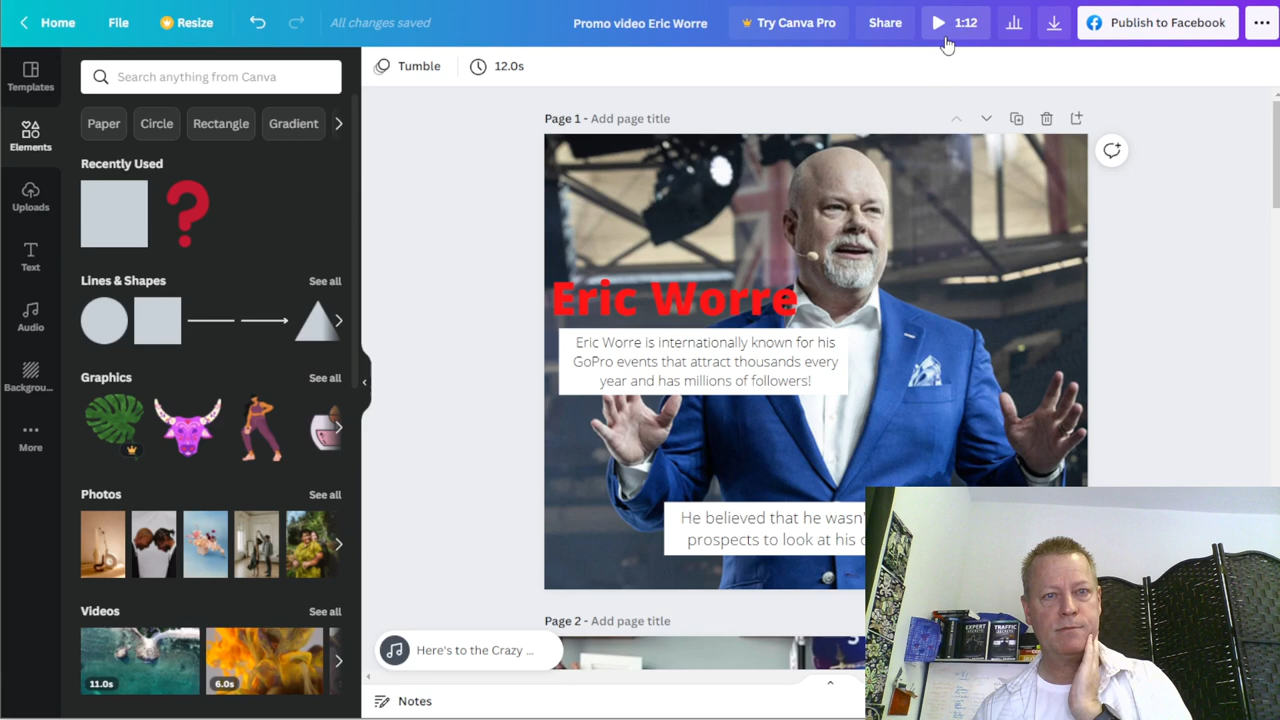 Home
File
Resize
All changes saved
Promo video Eric Worre
Try Canva Pro
Share
1:12
Publish to Facebook
Templates
Elements
Uploads
Text
Audio
Backgrou...
More
Search anything from Canva
Paper
Circle
Rectangle
Gradient
Recently Used
Lines & Shapes
See all
Graphics
See all
Photos
See all
Videos
See all
11.0s
6.0s
Tumble
12.0s
Page 1 - Add page title
Eric Worre
Eric Worre is internationally known for his
GoPro events that attract thousands every
year and has millions of followers!
He believed that he wasn'
prospects to look at his
Page 2 - Add page title
Here's to the Crazy ...
Notes
EXPERT
SECRETS
TRAFFIC
SECRETS